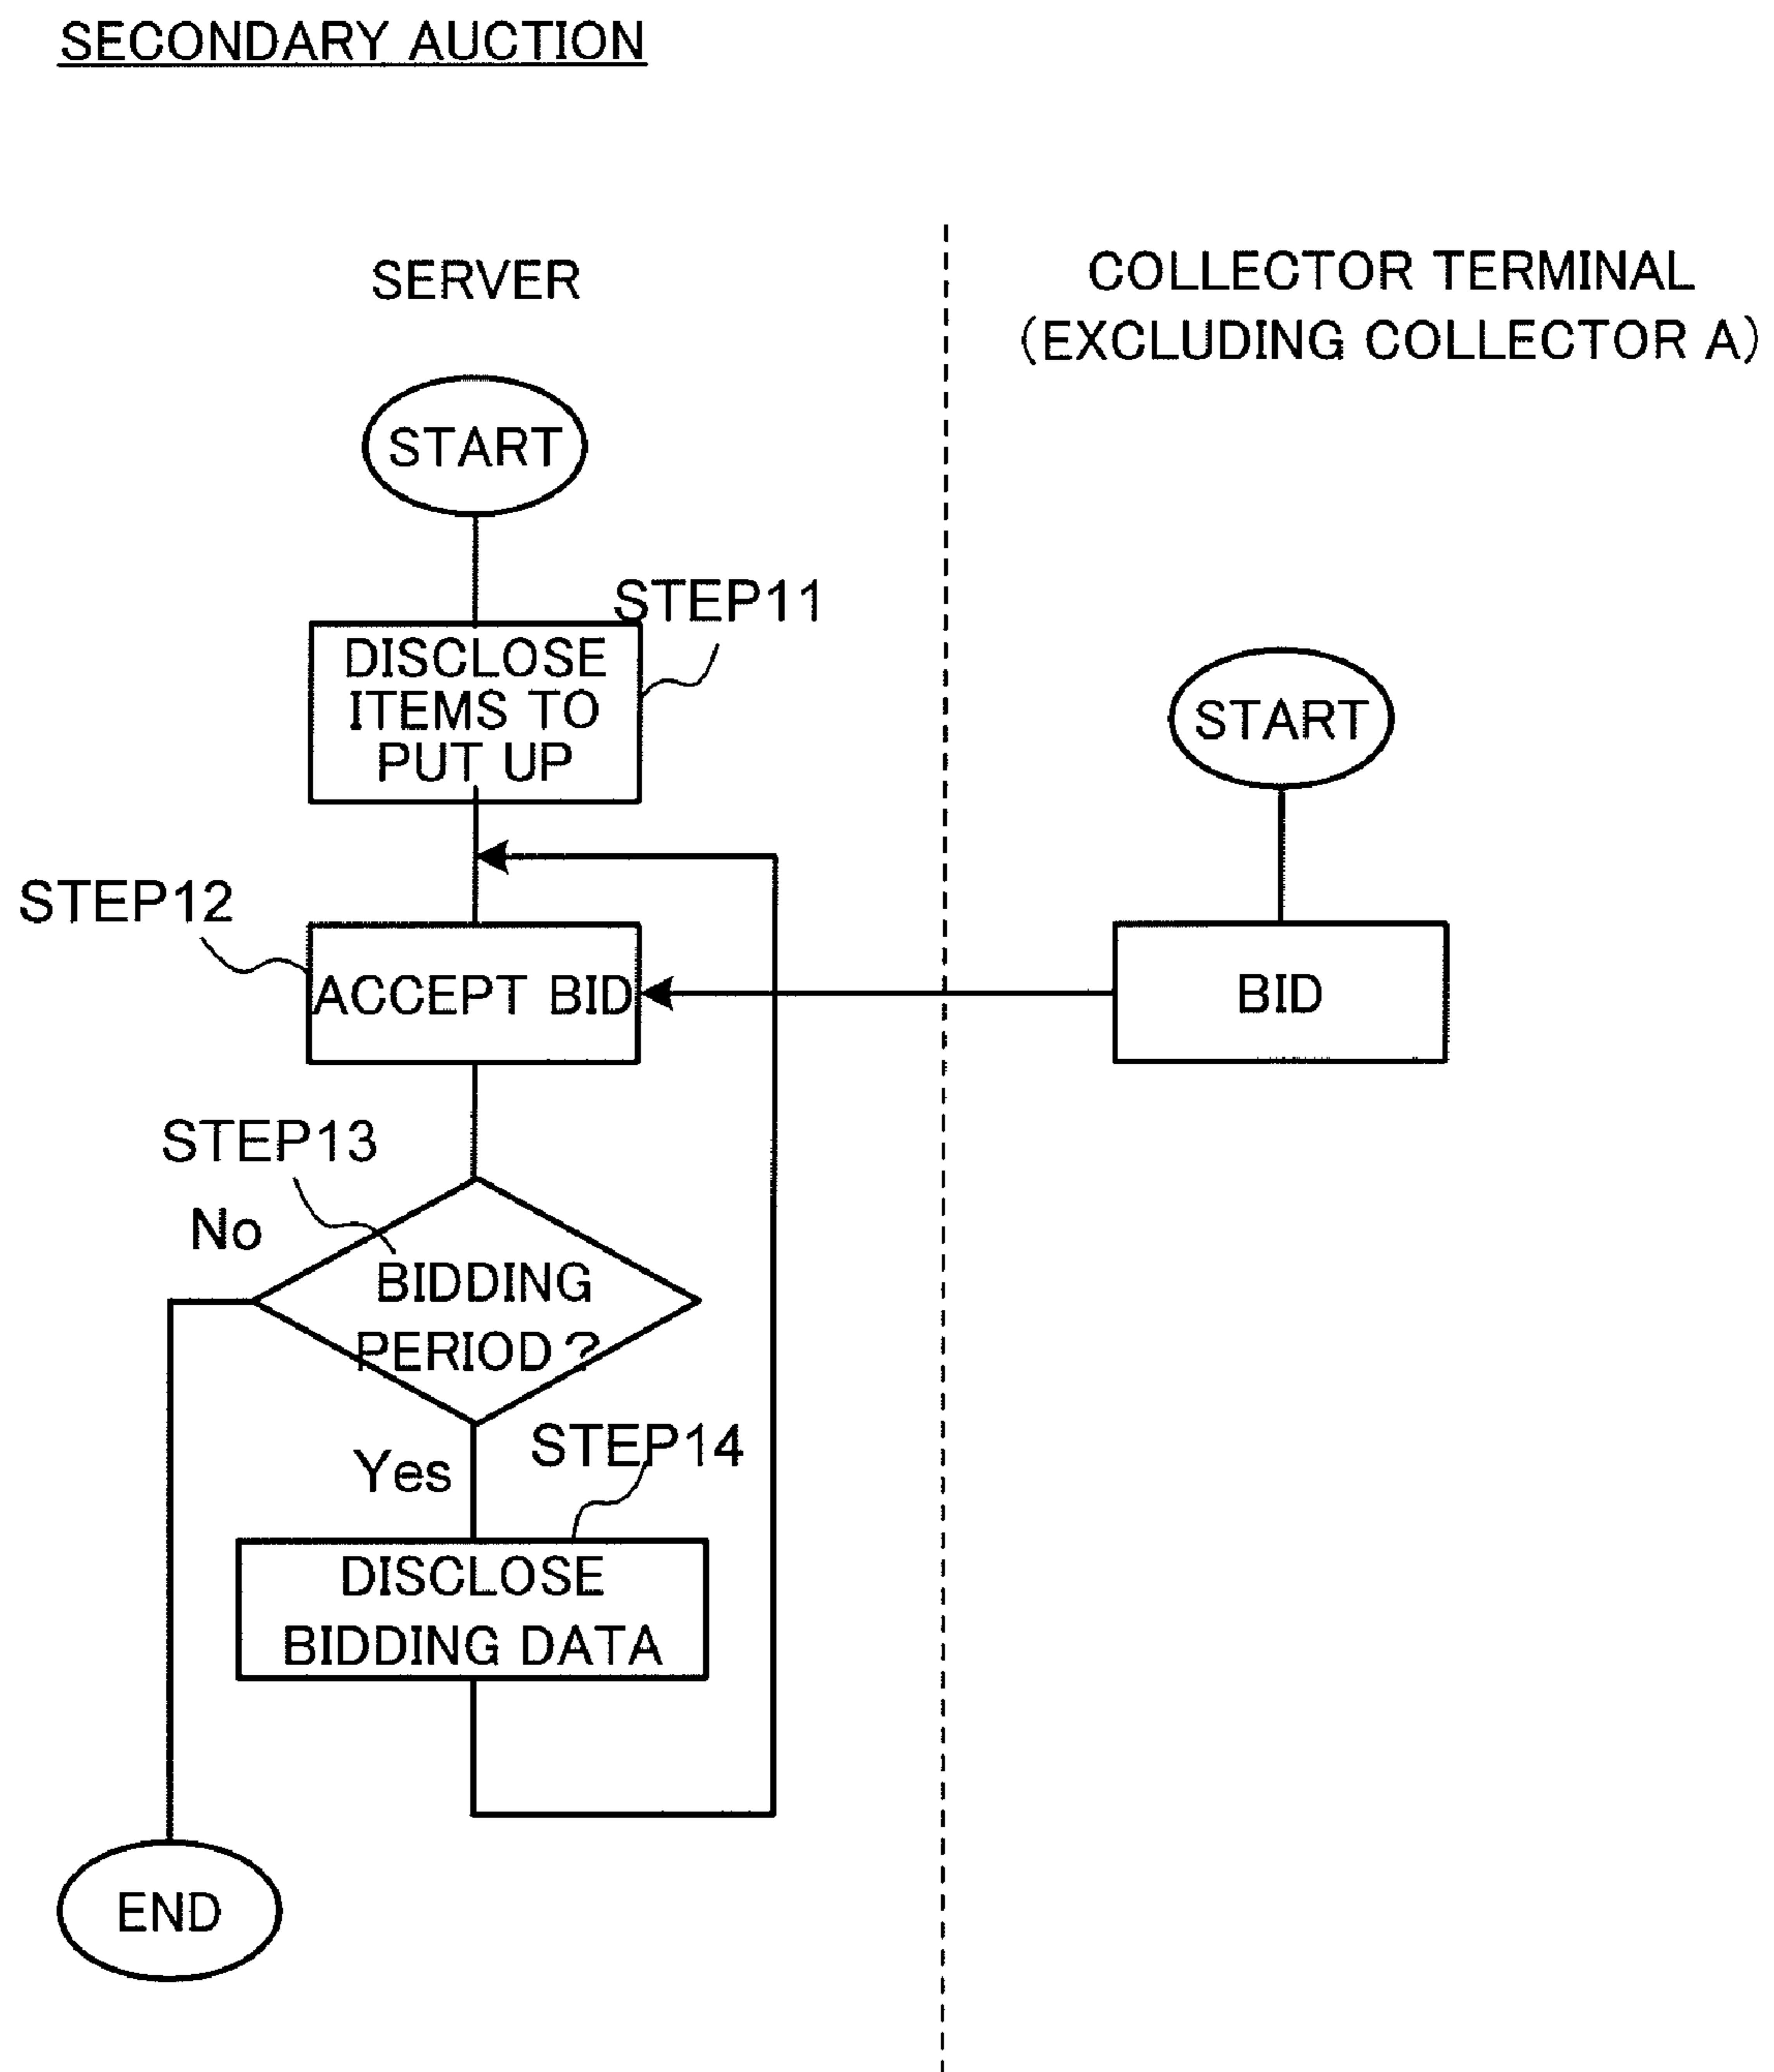 SECONDARY AUCTION
SERVER
COLLECTOR TERMINAL
(EXCLUDING COLLECTOR A)
START
STEP11
DISCLOSE
ITEMS TO
PUT UP
START
STEP12
ACCEPT BID
BID
STEP13
No
BIDDING
PERIOD?
Yes
STEP14
DISCLOSE
BIDDING DATA
END